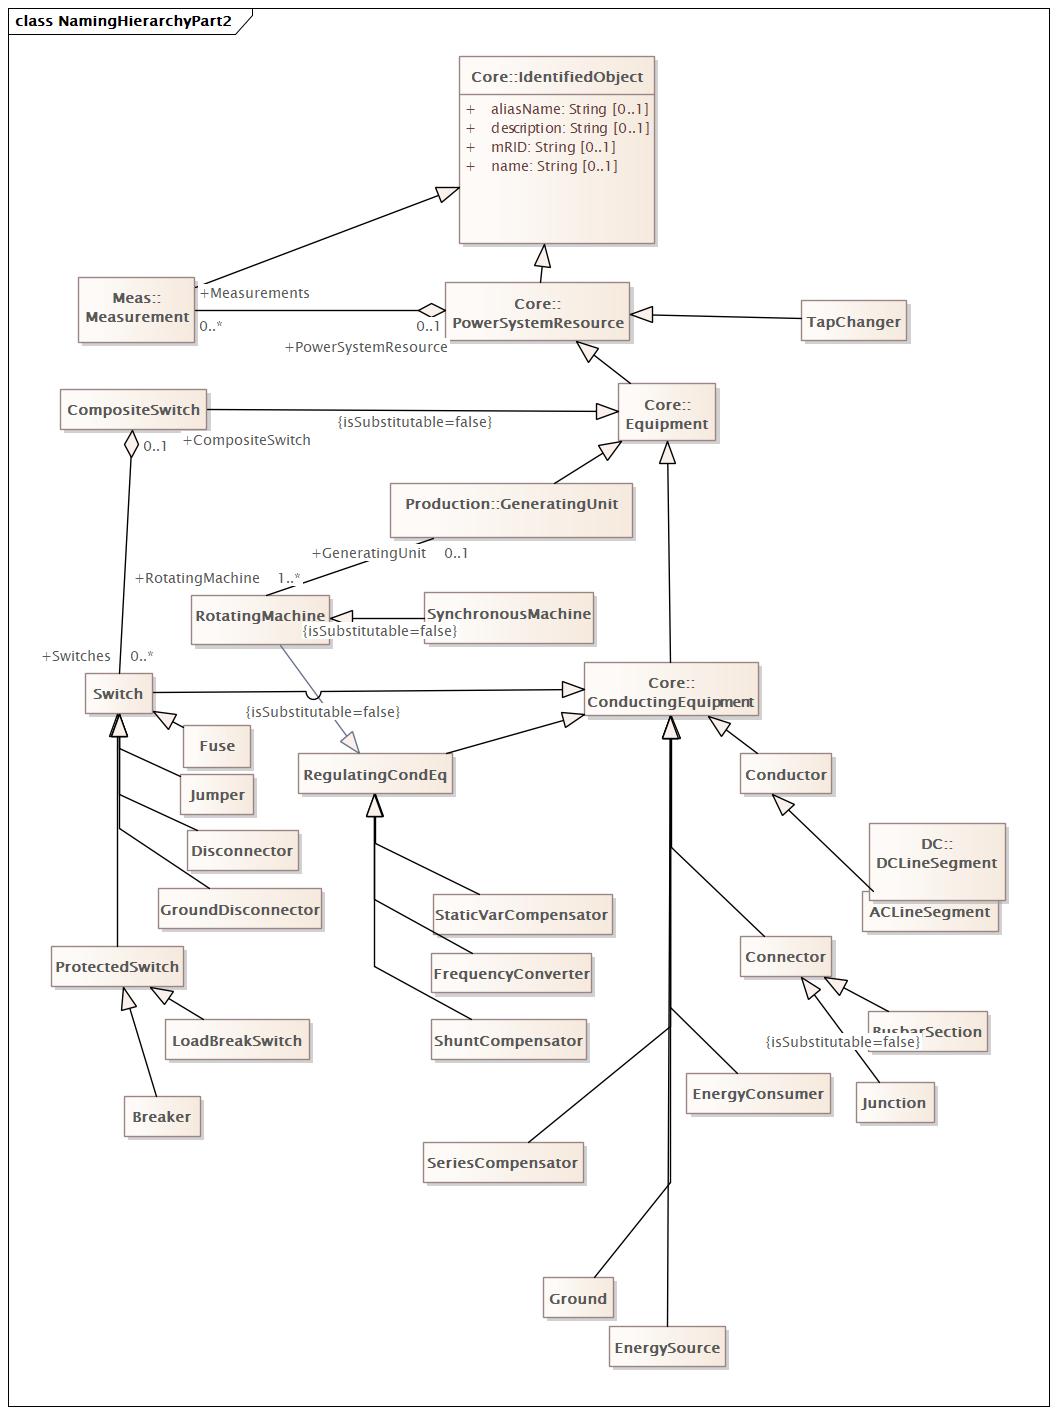 class NamingHierarchyPart2
Core::IdentifiedObject
+ aliasName: String [0..1]
+ description: String [0..1]
+ mRID: String [0..1]
+ name: String [0..1]
Meas::
Measurement
+Measurements
0..*
0..1
+PowerSystemResource
Core::
PowerSystemResource
TapChanger
CompositeSwitch
{isSubstitutable=false}
Core::
Equipment
0..1
+CompositeSwitch
Production::GeneratingUnit
+GeneratingUnit 0..1
+RotatingMachine 1..*
RotatingMachine
SynchronousMachine
{isSubstitutable=false}
+Switches 0..*
Switch
Core::
ConductingEquipment
{isSubstitutable=false}
Fuse
RegulatingCondEq
Conductor
Jumper
Disconnector
DC::
DCLineSegment
GroundDisconnector
StaticVarCompensator
ACLineSegment
ProtectedSwitch
FrequencyConverter
Connector
LoadBreakSwitch
ShuntCompensator
BusbarSection
{isSubstitutable=false}
Breaker
EnergyConsumer
Junction
SeriesCompensator
Ground
EnergySource